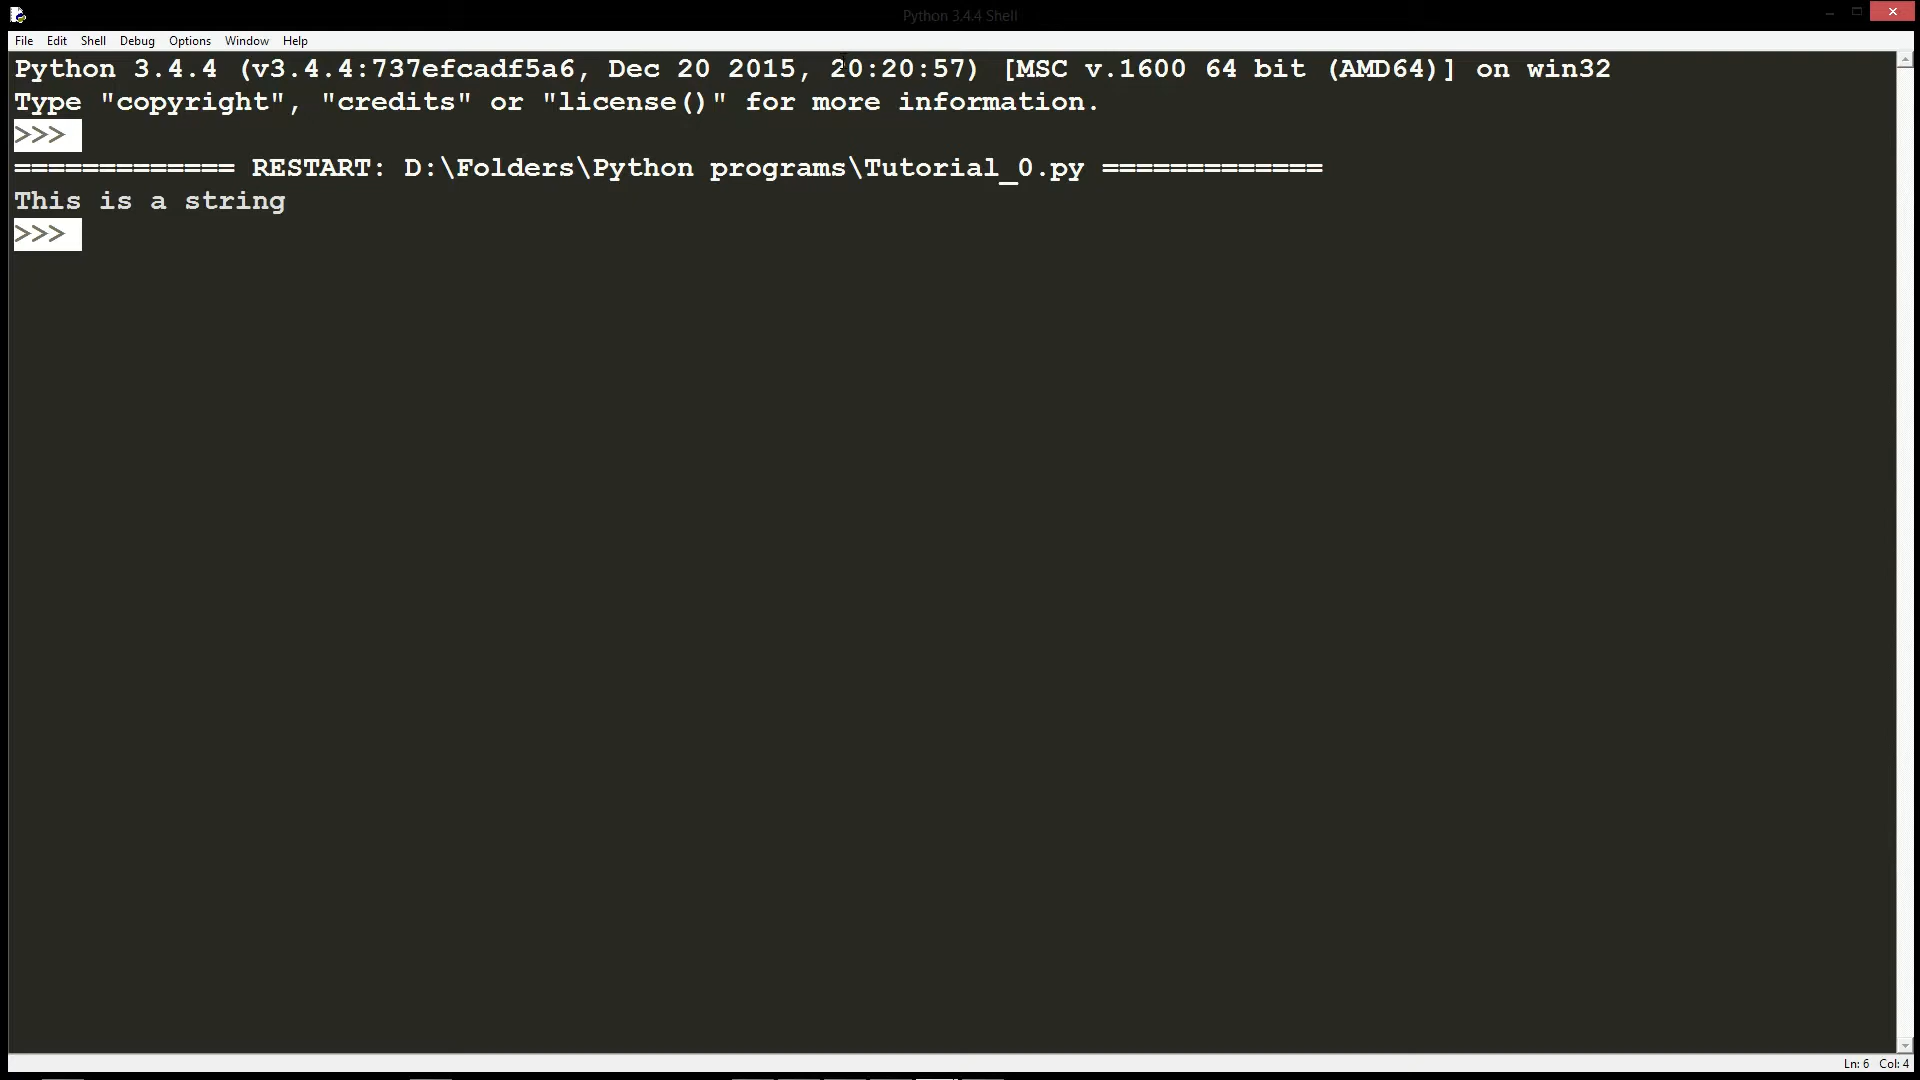 Python 3.4.4 Shell
File Edit Shell Debug Options Window Help
Python 3.4.4 (v3.4.4:737efcadf5a6, Dec 20 2015, 20:20:57) [MSC v.1600 64 bit (AMD64)] on win32
Type "copyright", "credits" or "license()" for more information.
>>>
============= RESTART: D:\Folders\Python programs\Tutorial_0.py =============
This is a string
>>>
Ln: 6 Col: 4